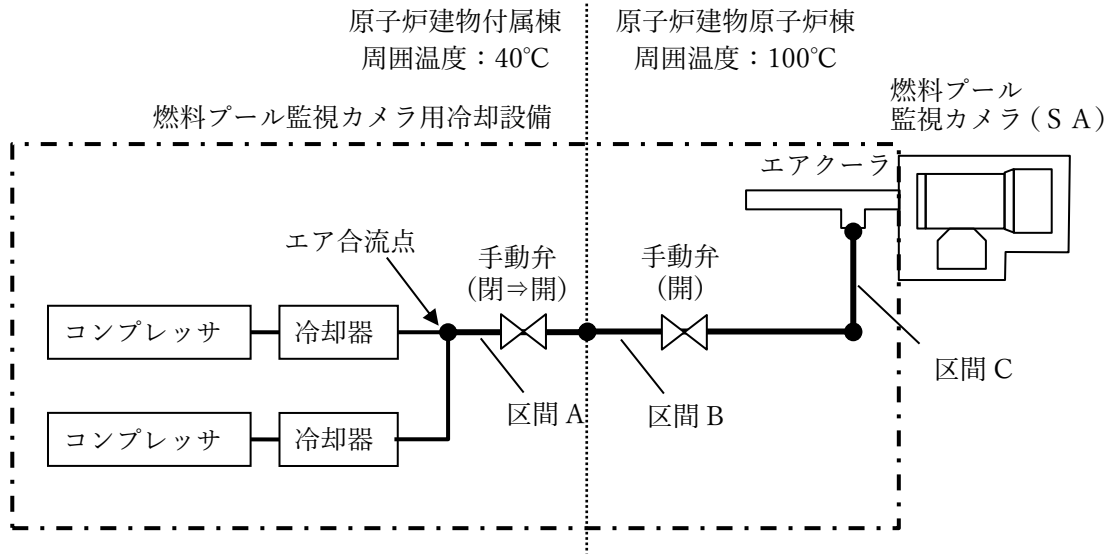 原子炉建物付属棟
周囲温度：40℃
原子炉建物原子炉棟
周囲温度：100℃
燃料プール監視カメラ用冷却設備
燃料プール
監視カメラ(ＳＡ)
エアクーラ
エア合流点
手動弁
(閉⇒開)
手動弁
(開)
コンプレッサ
冷却器
区間 C
区間 A
区間 B
コンプレッサ
冷却器